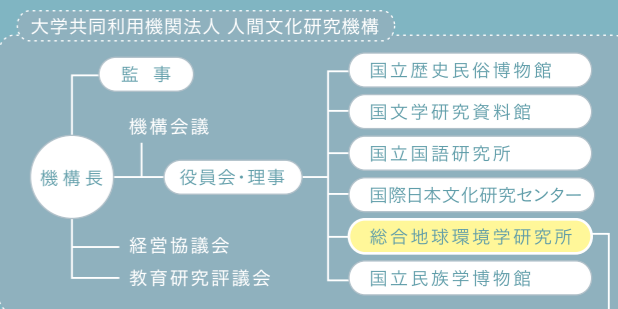 大学共同利用機関法人 人間文化研究機構
監 事
機構会議
機構長
役員会・理事
経営協議会
教育研究評議会
国立歴史民俗博物館
国文学研究資料館
国立国語研究所
国際日本文化研究センター
総合地球環境学研究所
国立民族学博物館